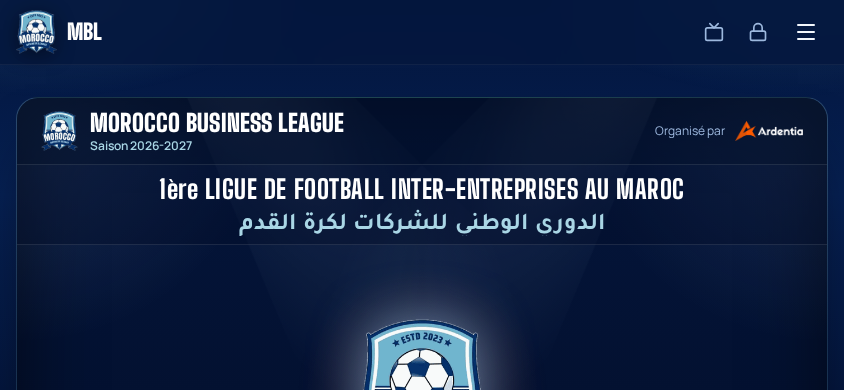 MBL
MOROCCO BUSINESS LEAGUE
Saison 2026-2027
Organisé par Ardentia
1ère LIGUE DE FOOTBALL INTER-ENTREPRISES AU MAROC
الدورى الوطنى للشركات لكرة القدم
★ ESTD 2023 ★